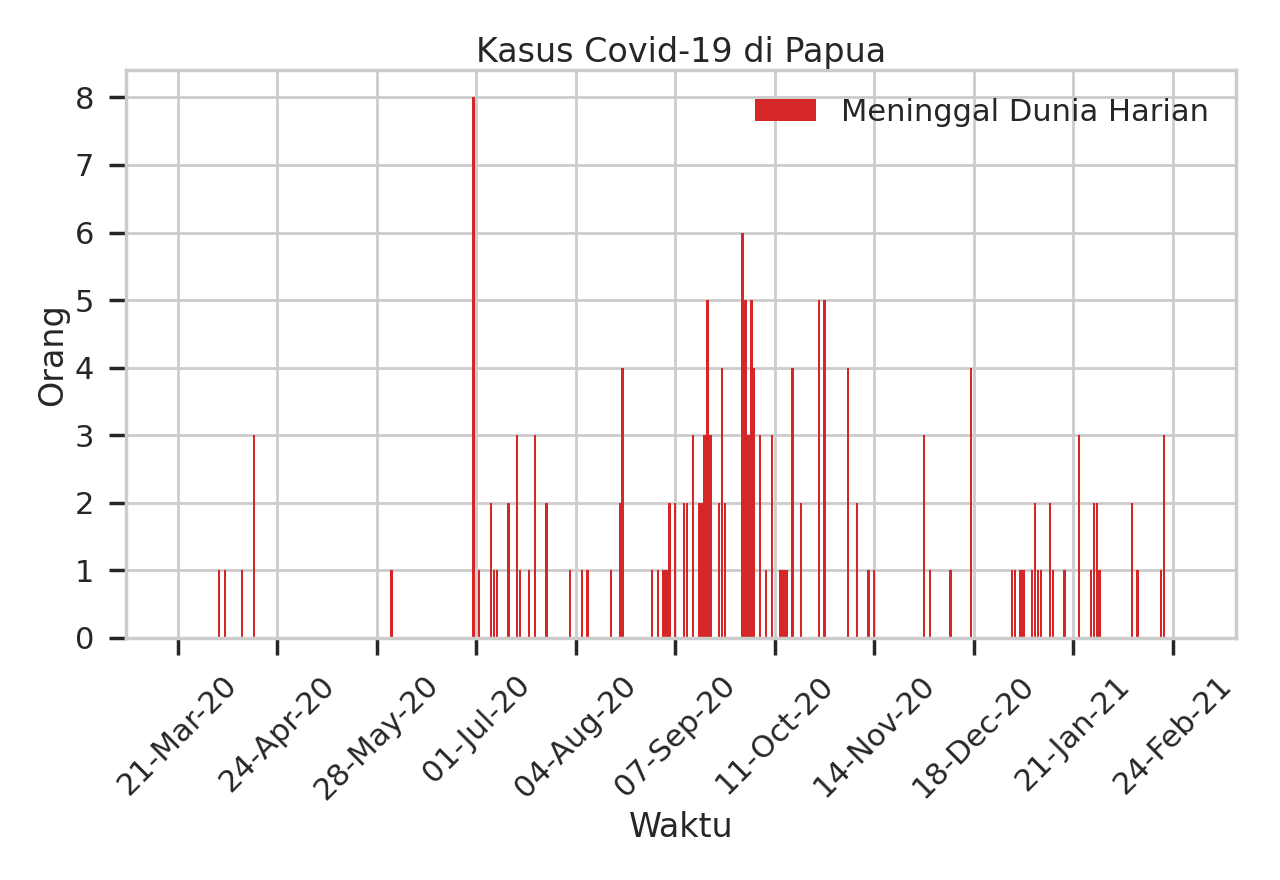 Kasus Covid-19 di Papua
Meninggal Dunia Harian
Orang
8
7
6
5
4
3
2
1
0
21-Mar-20
24-Apr-20
28-May-20
01-Jul-20
04-Aug-20
07-Sep-20
11-Oct-20
14-Nov-20
18-Dec-20
21-Jan-21
24-Feb-21
Waktu